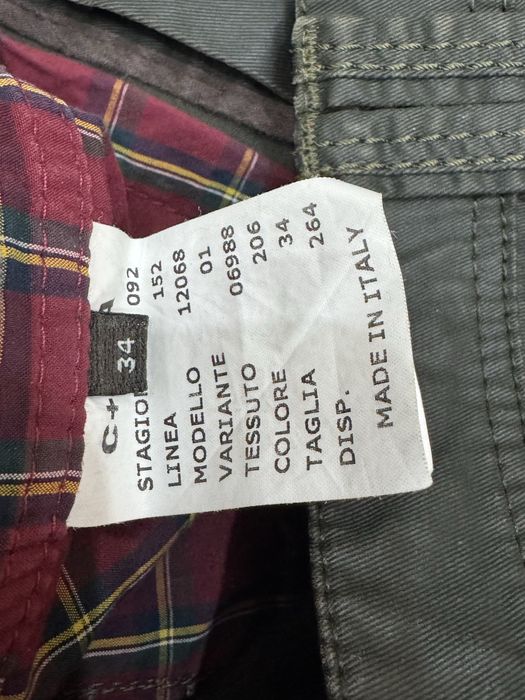 C+
34
STAGIO 092
LINEA 152
MODELLO 12068
VARIANTE 01
TESSUTO 06988
COLORE 206
TAGLIA 34
DISP. 264
MADE IN ITALY